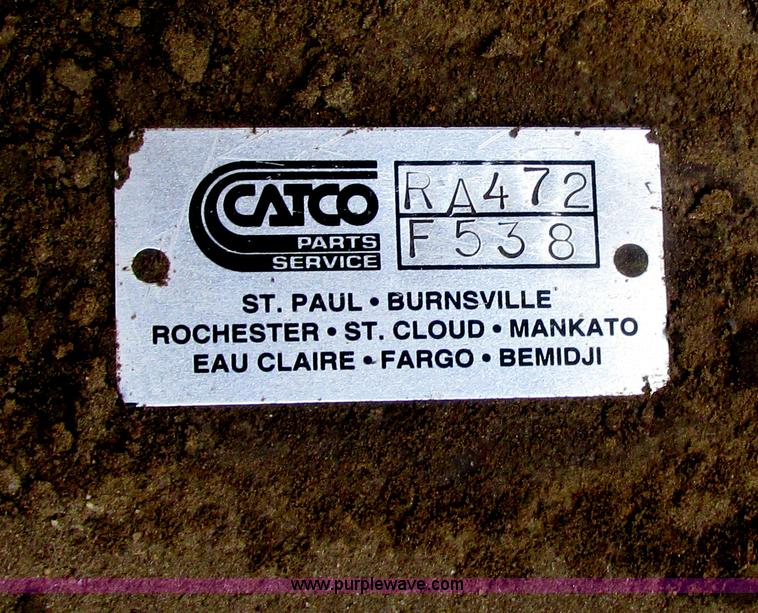 CATCO
PARTS
SERVICE
RA472
F538
ST. PAUL • BURNSVILLE
ROCHESTER • ST. CLOUD • MANKATO
EAU CLAIRE • FARGO • BEMIDJI
www.purplewave.com